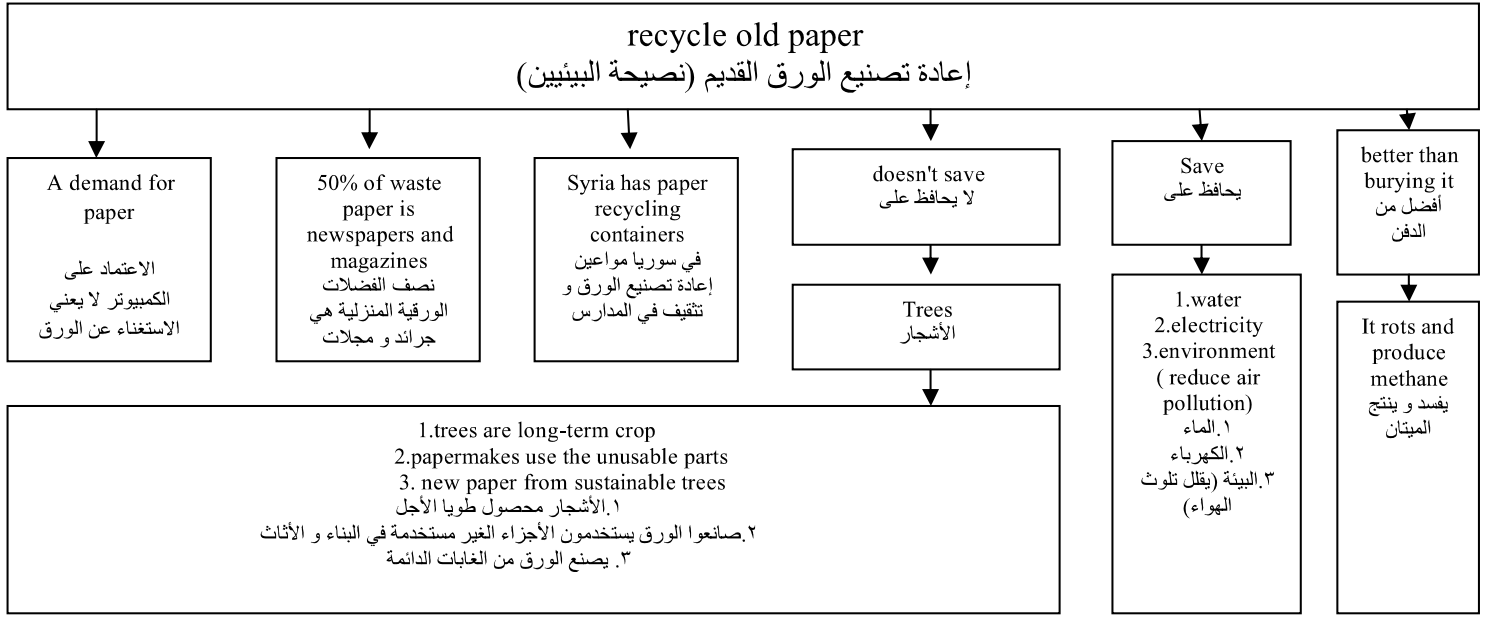 recycle old paper
إعادة تصنيع الورق القديم (نصيحة البيئيين)
A demand for
paper
الاعتماد على
الكمبيوتر لا يعني
الاستغناء عن الورق
50% of waste
paper is
newspapers and
magazines
نصف الفضلات
الورقية المنزلية هي
جرائد و مجلات
Syria has paper
recycling
containers
في سوريا مواعين
إعادة تصنيع الورق و
تثقيف في المدارس
doesn't save
لا يحافظ على
Trees
الأشجار
1.trees are long-term crop
2.papermakes use the unusable parts
3. new paper from sustainable trees
١.الأشجار محصول طويا الأجل
٢.صانعوا الورق يستخدمون الأجزاء الغير مستخدمة في البناء و الأثاث
٣. يصنع الورق من الغابات الدائمة
Save
يحافظ على
1.water
2.electricity
3.environment
( reduce air
pollution)
١.الماء
٢.الكهرباء
٣.البيئة (يقلل تلوث
الهواء)
better than
burying it
أفضل من
الدفن
It rots and
produce
methane
يفسد و ينتج
الميتان